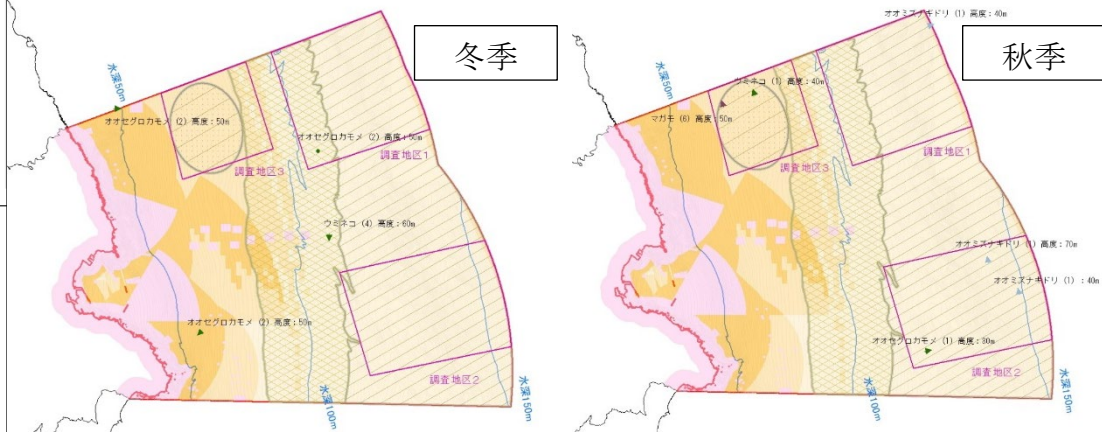 冬季
水深50m
オオセグロカモメ (2) 高度：50m
オオセグロカモメ (2) 高度：50m
調査地区1
調査地区3
ウミネコ (4) 高度：60m
オオセグロカモメ (2) 高度：50m
調査地区2
水深100m
水深150m
秋季
オオミズナギドリ (1) 高度：40m
水深50m
ウミネコ (1) 高度：40m
マガモ (6) 高度：50m
調査地区1
調査地区3
オオミズナギドリ (1) 高度：70m
オオミズナギドリ (1) ：40m
オオセグロカモメ (1) 高度：80m
調査地区2
水深100m
水深150m